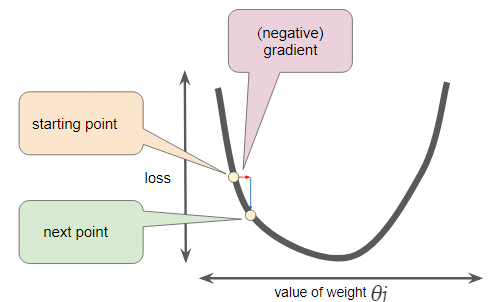 (negative)
gradient
starting point
loss
next point
value of weight θj